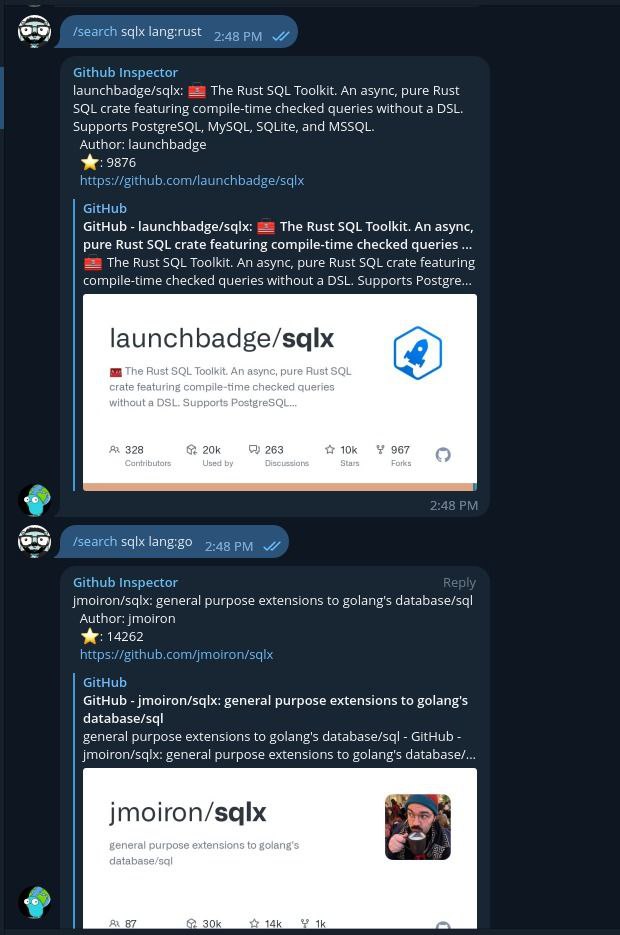 /search sqlx lang:rust 2:48 PM
Github Inspector
launchbadge/sqlx: 🧰 The Rust SQL Toolkit. An async, pure Rust
SQL crate featuring compile-time checked queries without a DSL.
Supports PostgreSQL, MySQL, SQLite, and MSSQL.
Author: launchbadge
⭐: 9876
https://github.com/launchbadge/sqlx
GitHub
GitHub - launchbadge/sqlx: 🧰 The Rust SQL Toolkit. An async,
pure Rust SQL crate featuring compile-time checked queries ...
🧰 The Rust SQL Toolkit. An async, pure Rust SQL crate featuring
compile-time checked queries without a DSL. Supports Postgre...
launchbadge/sqlx
🧰 The Rust SQL Toolkit. An async, pure Rust SQL
crate featuring compile-time checked queries
without a DSL. Supports PostgreSQL...
328 20k 263 10k 967
Contributors Used by Discussions Stars Forks
2:48 PM
/search sqlx lang:go 2:48 PM
Github Inspector Reply
jmoiron/sqlx: general purpose extensions to golang's database/sql
Author: jmoiron
⭐: 14262
https://github.com/jmoiron/sqlx
GitHub
GitHub - jmoiron/sqlx: general purpose extensions to golang's
database/sql
general purpose extensions to golang's database/sql - GitHub -
jmoiron/sqlx: general purpose extensions to golang's database/...
jmoiron/sqlx
general purpose extensions to golang's
database/sql
87 30k 14k 1k